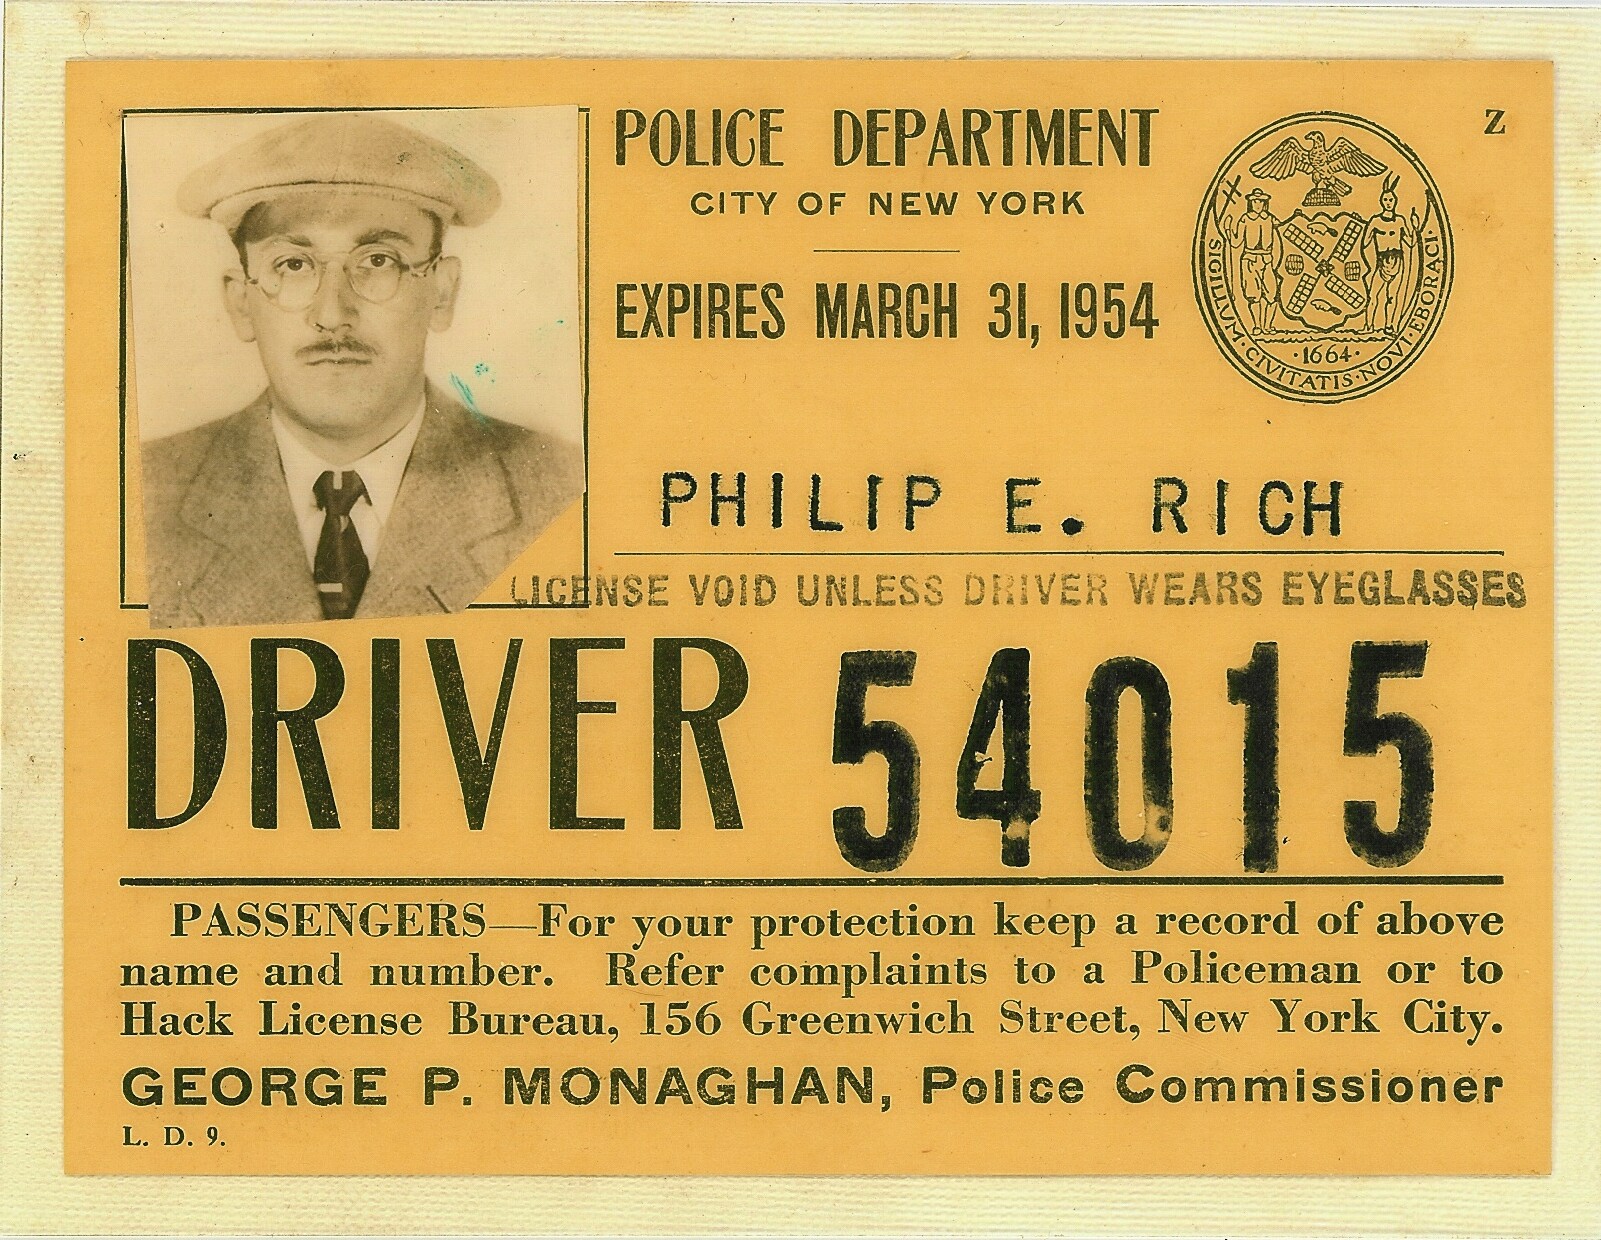 POLICE DEPARTMENT
CITY OF NEW YORK
EXPIRES MARCH 31, 1954
Z
SIGILLVM·CIVITATIS·NOVI·EBORACI·
·1664·
PHILIP E. RICH
LICENSE VOID UNLESS DRIVER WEARS EYEGLASSES
DRIVER 54015
PASSENGERS—For your protection keep a record of above
name and number. Refer complaints to a Policeman or to
Hack License Bureau, 156 Greenwich Street, New York City.
GEORGE P. MONAGHAN, Police Commissioner
L. D. 9.